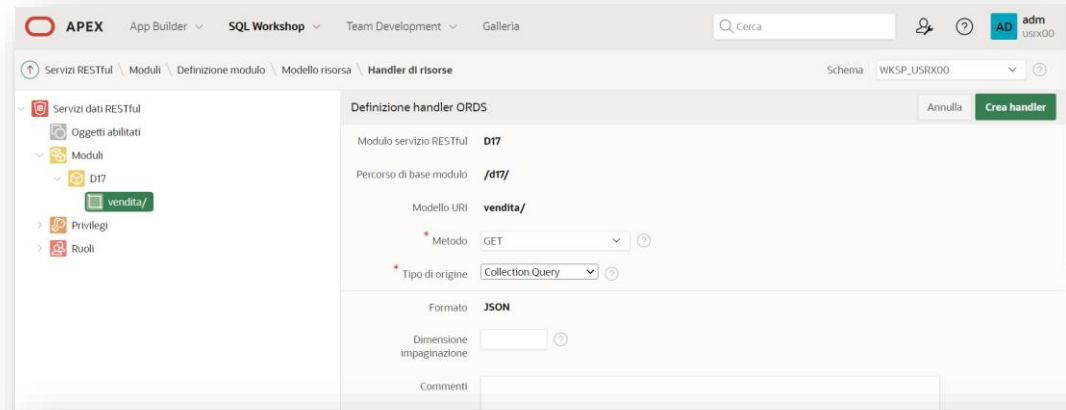 APEX App Builder SQL Workshop Team Development Galleria Cerca AD adm
usrx00
Servizi RESTful \ Moduli \ Definizione modulo \ Modello risorsa \ Handler di risorse Schema WKSP_USRX00
Servizi dati RESTful
Oggetti abilitati
Moduli
D17
vendita/
Privilegi
Ruoli
Definizione handler ORDS Annulla Crea handler
Modulo servizio RESTful D17
Percorso di base modulo /d17/
Modello URI vendita/
* Metodo GET
* Tipo di origine Collection Query
Formato JSON
Dimensione
impaginazione
Commenti